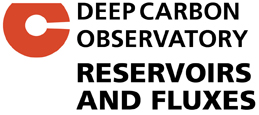 DEEP CARBON
OBSERVATORY
RESERVOIRS
AND FLUXES